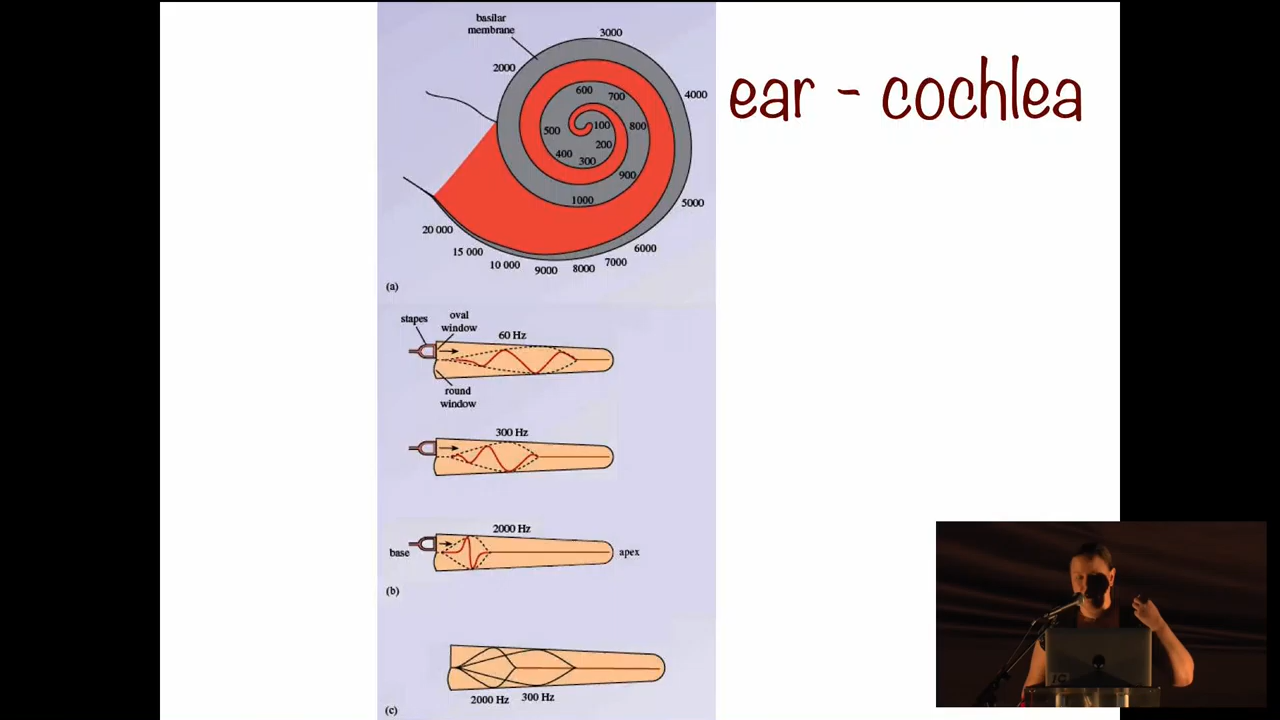 ear - cochlea
basilar
membrane
3000
2000
4000
600
700
500
100
800
200
400
300
900
1000
5000
20 000
15 000
10 000
9000
8000
7000
6000
(a)
stapes
oval
window
60 Hz
round
window
300 Hz
2000 Hz
base
apex
(b)
2000 Hz
300 Hz
(c)